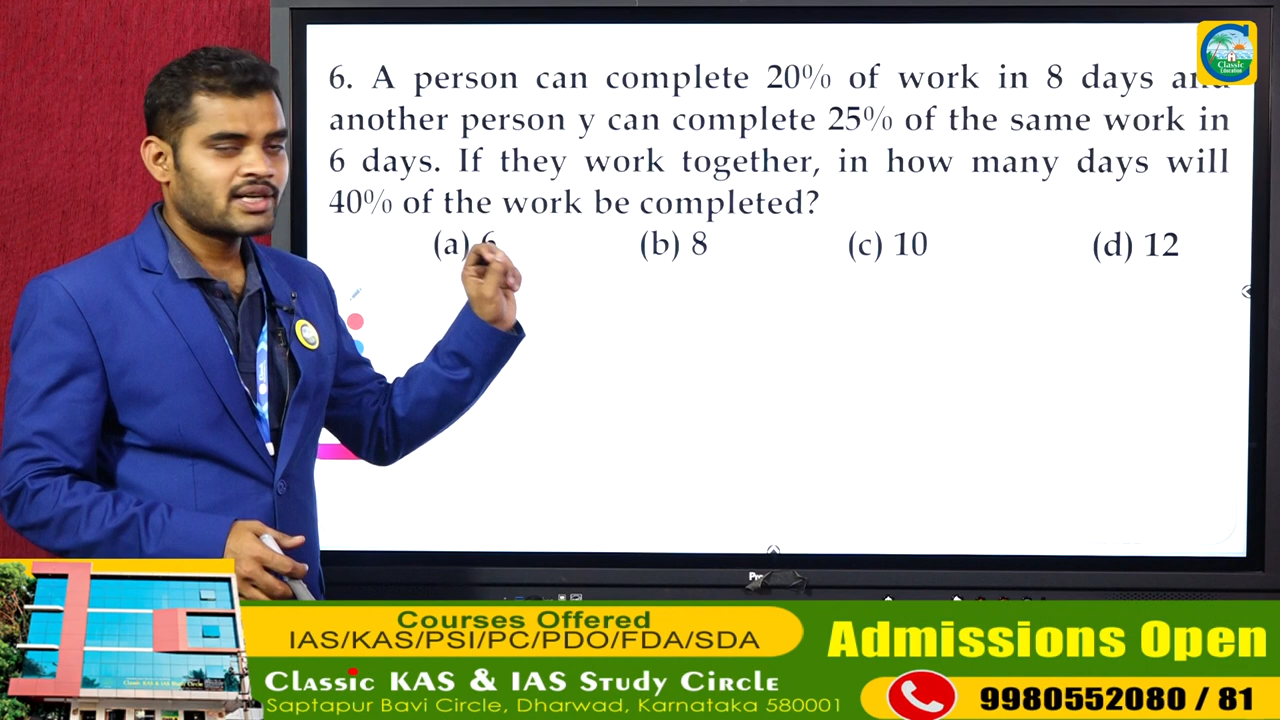 Classic
Education
6. A person can complete 20% of work in 8 days and
another person y can complete 25% of the same work in
6 days. If they work together, in how many days will
40% of the work be completed?
(a) 6 (b) 8 (c) 10 (d) 12
Courses Offered
IAS/KAS/PSI/PC/PDO/FDA/SDA
Admissions Open
Classic KAS & IAS Study Circle
Saptapur Bavi Circle, Dharwad, Karnataka 580001
9980552080 / 81